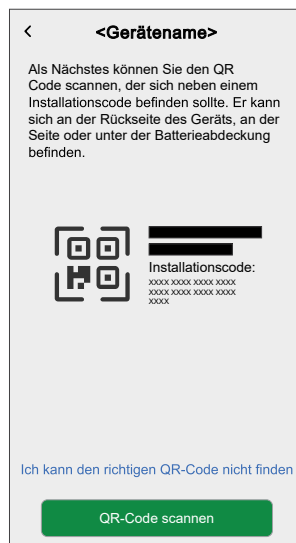 <Gerätename>
Als Nächstes können Sie den QR
Code scannen, der sich neben einem
Installationscode befinden sollte. Er kann
sich an der Rückseite des Geräts, an der
Seite oder unter der Batterieabdeckung
befinden.
Installationscode:
xxxx xxxx xxxx xxxx
xxxx xxxx xxxx xxxx
xxxx
Ich kann den richtigen QR-Code nicht finden
QR-Code scannen